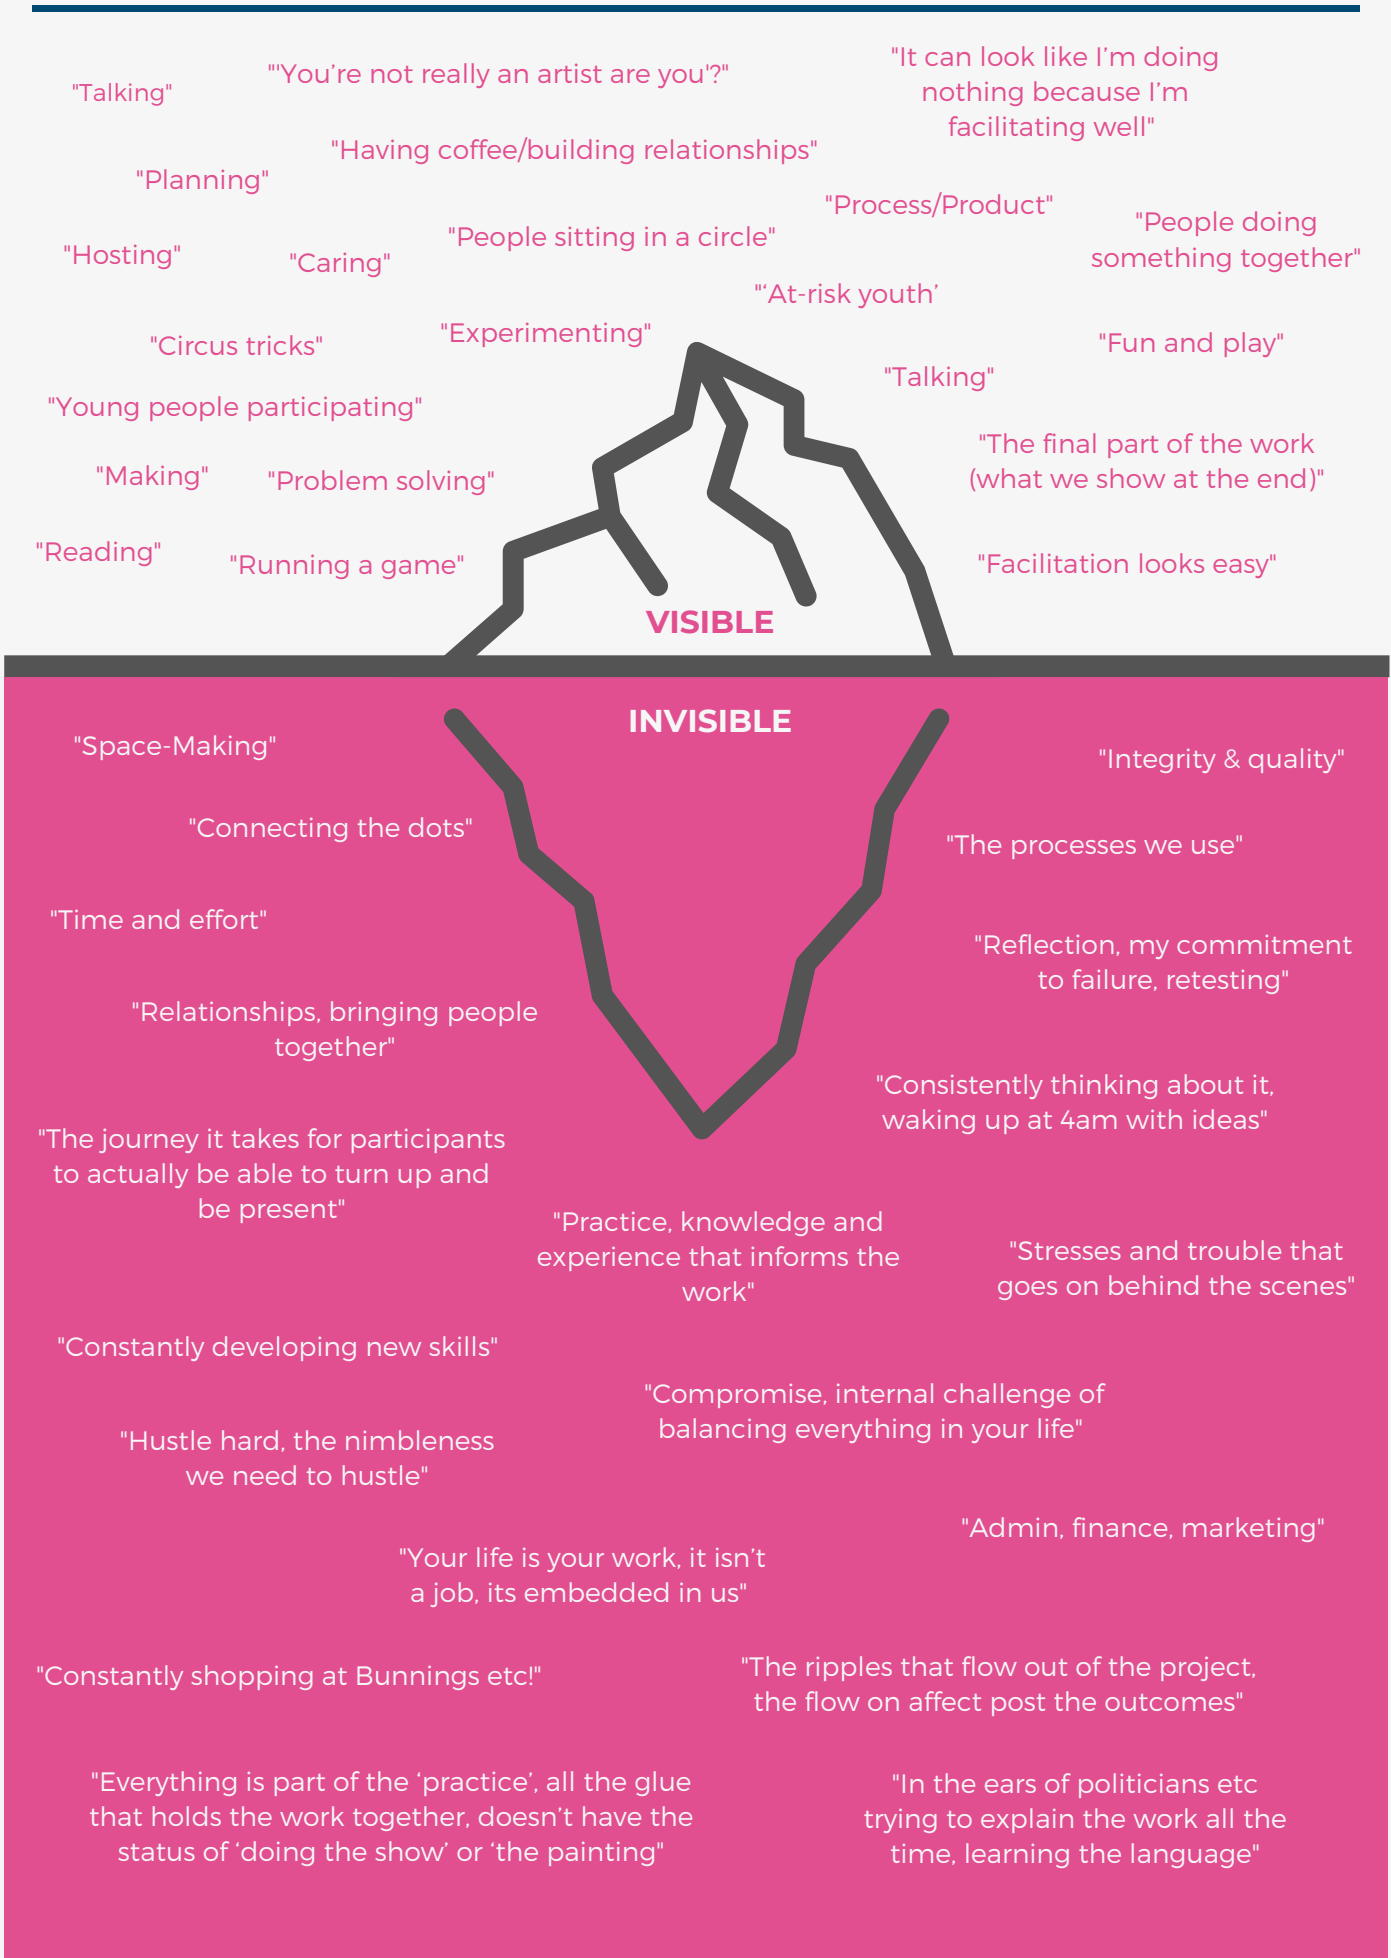 "'You’re not really an artist are you'?"
"It can look like I’m doing
nothing because I’m
facilitating well"
"Talking"
"Having coffee/building relationships"
"Planning"
"Process/Product"
"People doing
something together"
"People sitting in a circle"
"Hosting"
"Caring"
"‘At-risk youth’
"Experimenting"
"Circus tricks"
"Fun and play"
"Talking"
"Young people participating"
"The final part of the work
(what we show at the end)"
"Making"
"Problem solving"
"Reading"
"Running a game"
"Facilitation looks easy"
VISIBLE
INVISIBLE
"Space-Making"
"Integrity & quality"
"Connecting the dots"
"The processes we use"
"Time and effort"
"Reflection, my commitment
to failure, retesting"
"Relationships, bringing people
together"
"Consistently thinking about it,
waking up at 4am with ideas"
"The journey it takes for participants
to actually be able to turn up and
be present"
"Practice, knowledge and
experience that informs the
work"
"Stresses and trouble that
goes on behind the scenes"
"Constantly developing new skills"
"Compromise, internal challenge of
balancing everything in your life"
"Hustle hard, the nimbleness
we need to hustle"
"Admin, finance, marketing"
"Your life is your work, it isn’t
a job, its embedded in us"
"Constantly shopping at Bunnings etc!"
"The ripples that flow out of the project,
the flow on affect post the outcomes"
"Everything is part of the ‘practice’, all the glue
that holds the work together, doesn’t have the
status of ‘doing the show’ or ‘the painting"
"In the ears of politicians etc
trying to explain the work all the
time, learning the language"